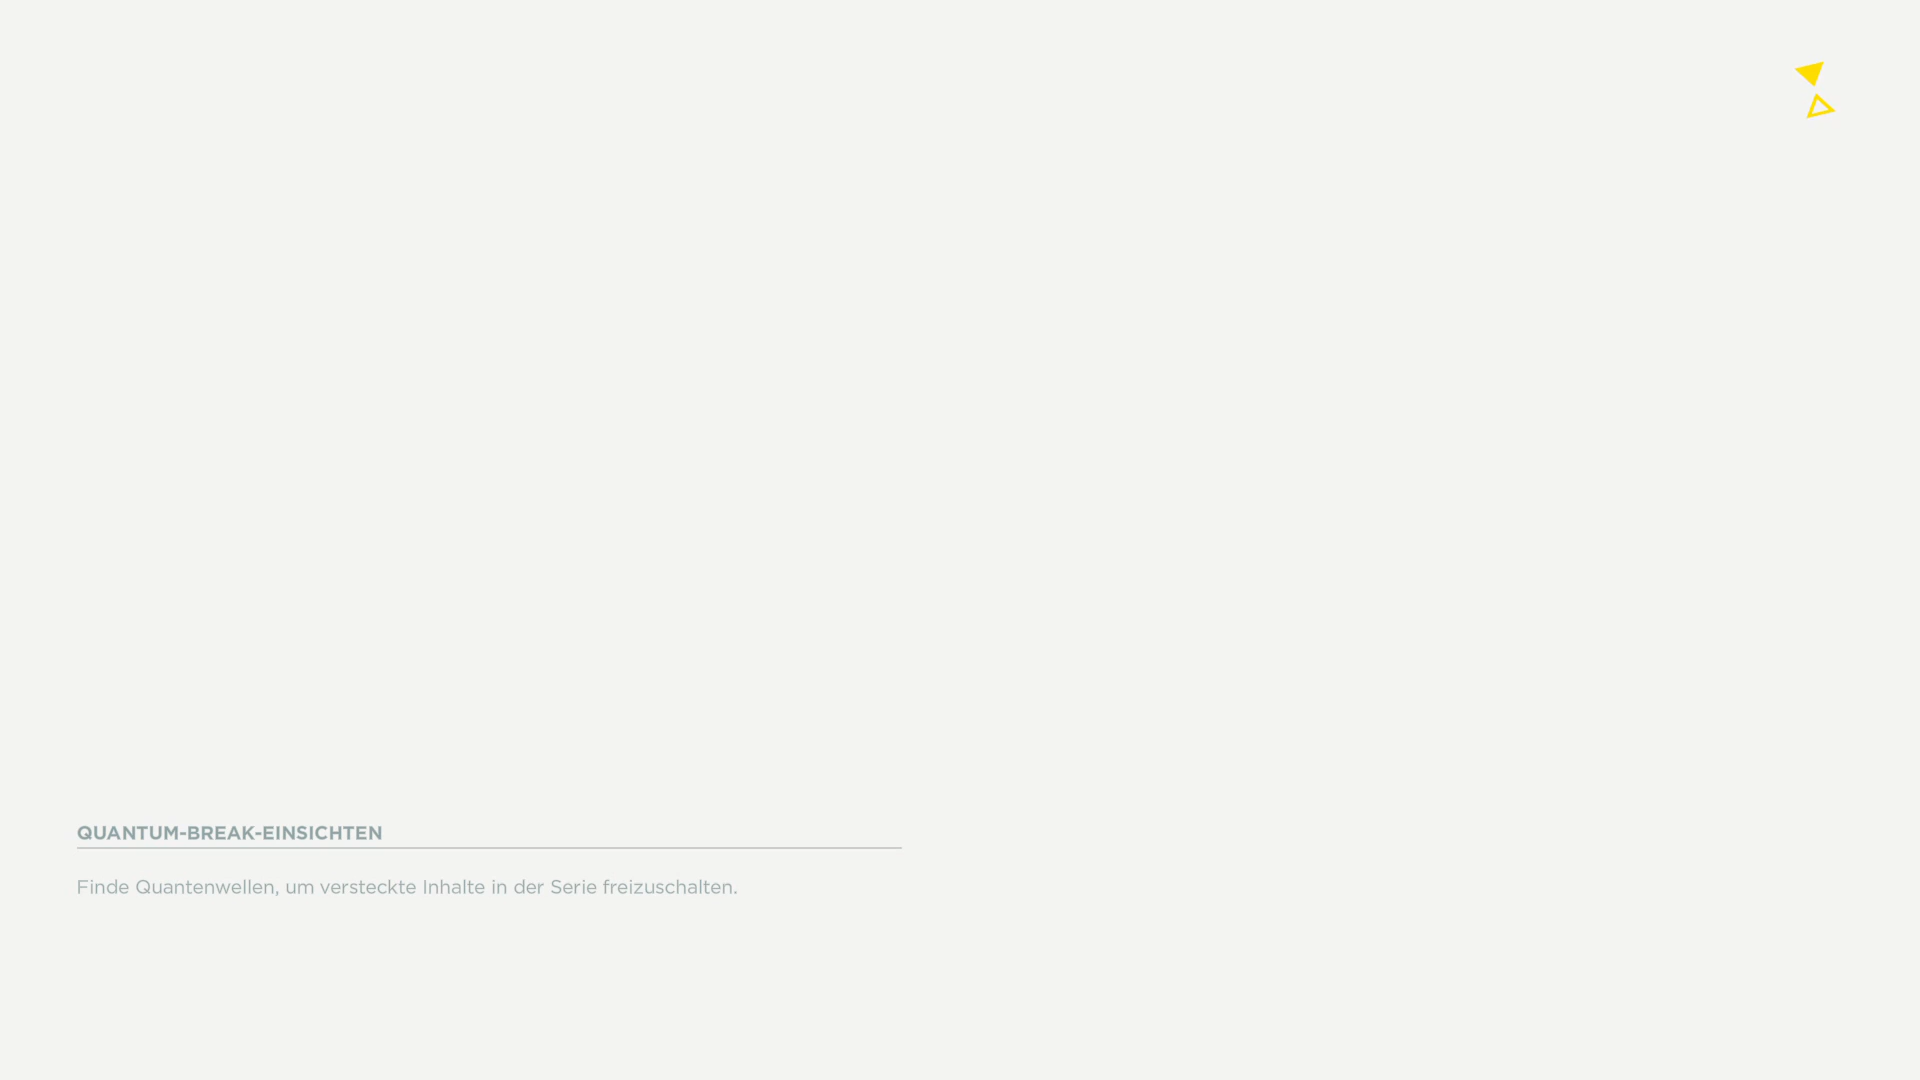 QUANTUM-BREAK-EINSICHTEN
Finde Quantenwellen, um versteckte Inhalte in der Serie freizuschalten.